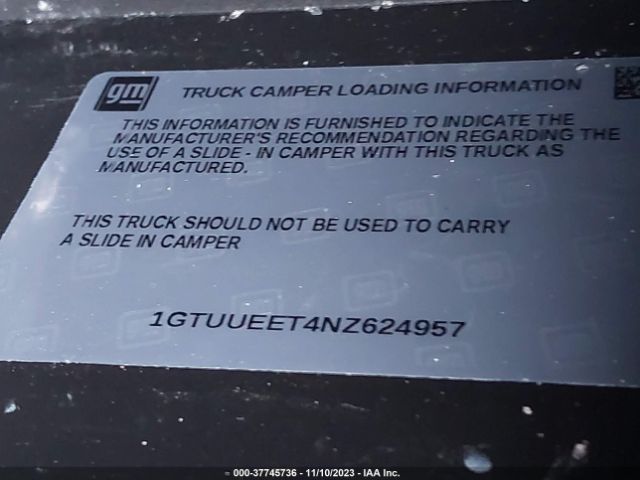 gm
TRUCK CAMPER LOADING INFORMATION
THIS INFORMATION IS FURNISHED TO INDICATE THE
MANUFACTURER'S RECOMMENDATION REGARDING THE
USE OF A SLIDE - IN CAMPER WITH THIS TRUCK AS
MANUFACTURED.
THIS TRUCK SHOULD NOT BE USED TO CARRY
A SLIDE IN CAMPER
1GTUUEET4NZ624957
000-37745736 - 11/10/2023 - IAA Inc.